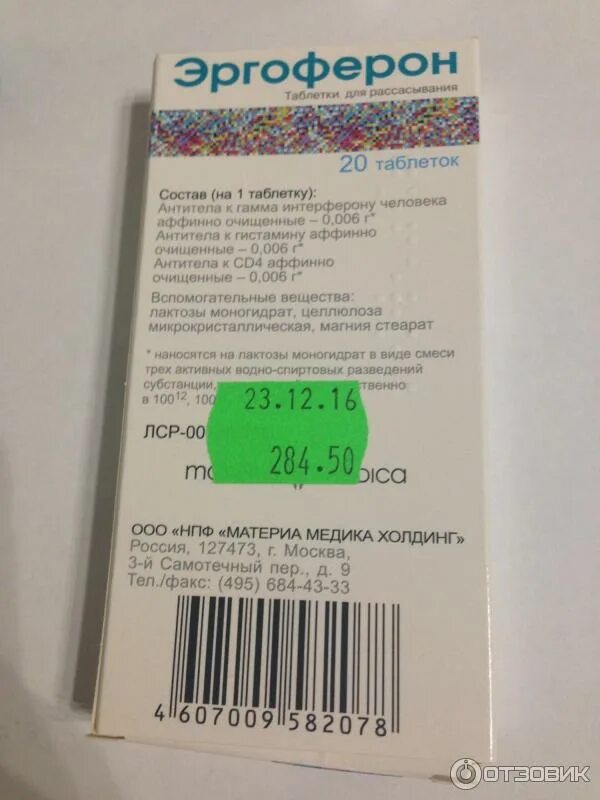 Эргоферон
Таблетки для рассасывания
20 таблеток
Состав (на 1 таблетку):
Антитела к гамма интерферону человека
аффинно очищенные – 0,006 г*
Антитела к гистамину аффинно
очищенные – 0,006 г*
Антитела к CD4 аффинно
очищенные – 0,006 г*
Вспомогательные вещества:
лактозы моногидрат, целлюлоза
микрокристаллическая, магния стеарат
* наносятся на лактозы моногидрат в виде смеси
трех активных водно-спиртовых разведений
субстанции,
в 100¹², 100
23.12.16
ЛСР-00
284.50
ООО «НПФ «МАТЕРИА МЕДИКА ХОЛДИНГ»
Россия, 127473, г. Москва,
3-й Самотечный пер., д. 9
Тел./факс: (495) 684-43-33
4 607009 582078
ОТЗОВИК